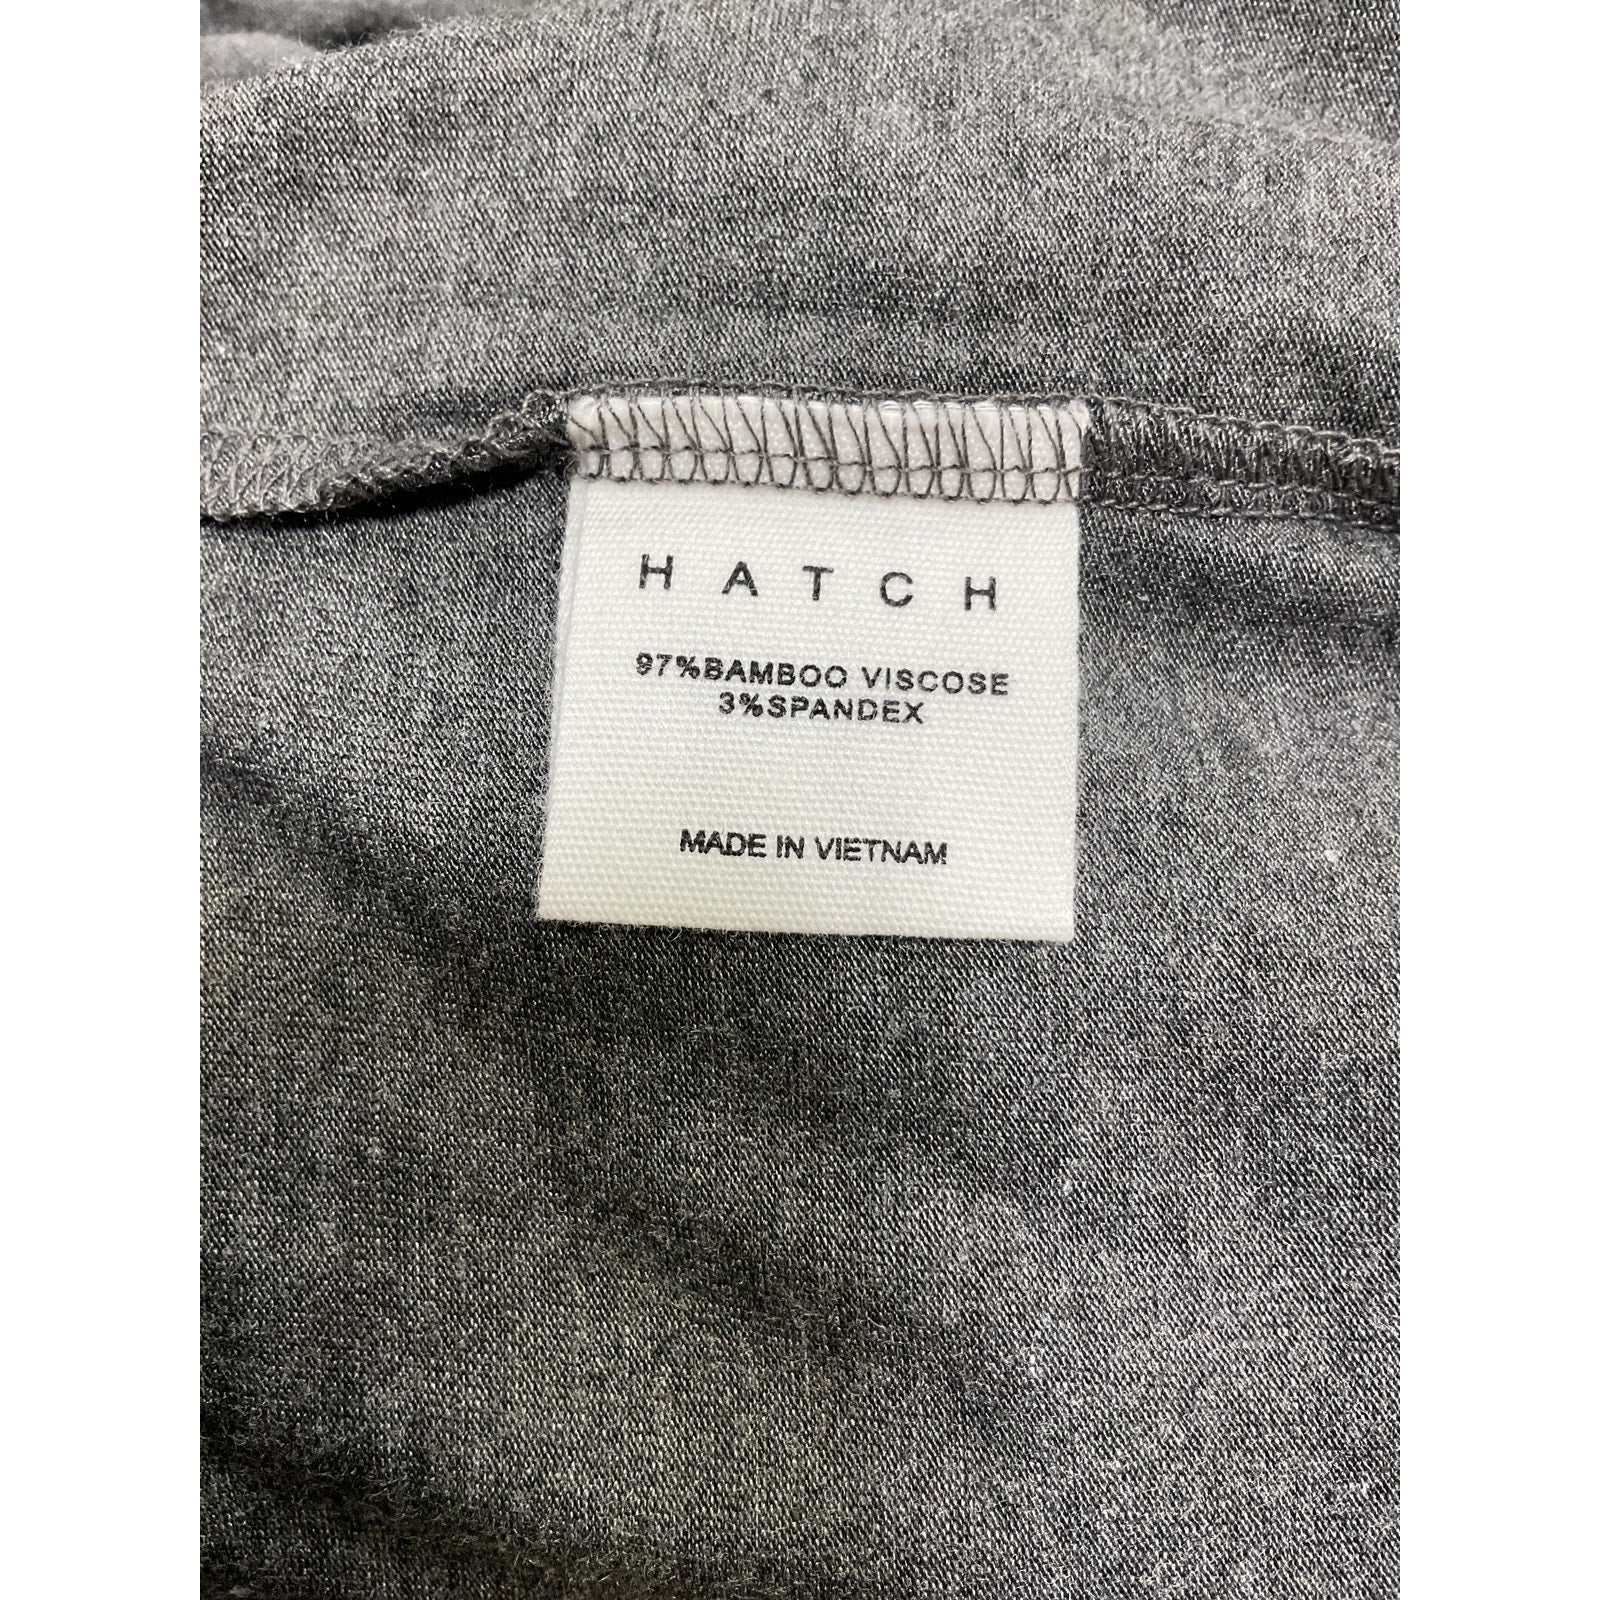 HATCH
97%BAMBOO VISCOSE
3%SPANDEX
MADE IN VIETNAM